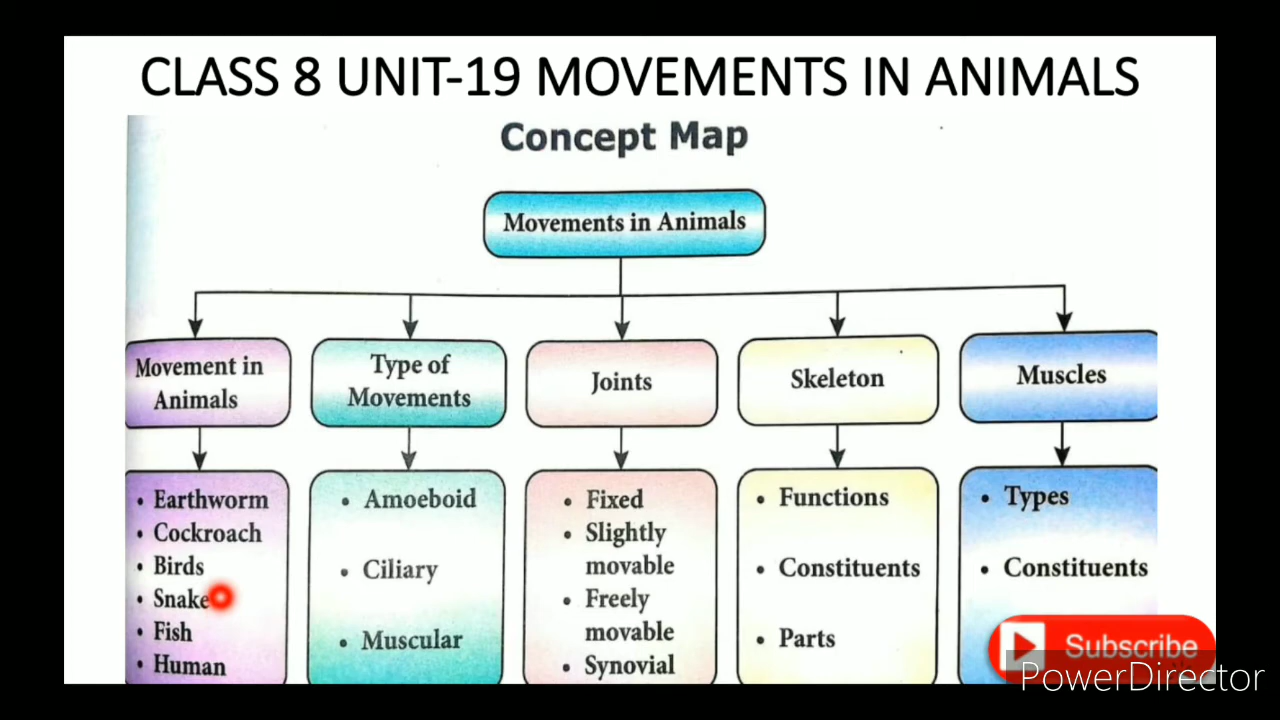 CLASS 8 UNIT-19 MOVEMENTS IN ANIMALS
Concept Map
Movements in Animals
Movement in
Animals
Type of
Movements
Joints
Skeleton
Muscles
• Earthworm
• Cockroach
• Birds
• Snake
• Fish
• Human
• Amoeboid
• Ciliary
• Muscular
• Fixed
• Slightly
movable
• Freely
movable
• Synovial
• Functions
• Constituents
• Parts
• Types
• Constituents
Subscribe
PowerDirector